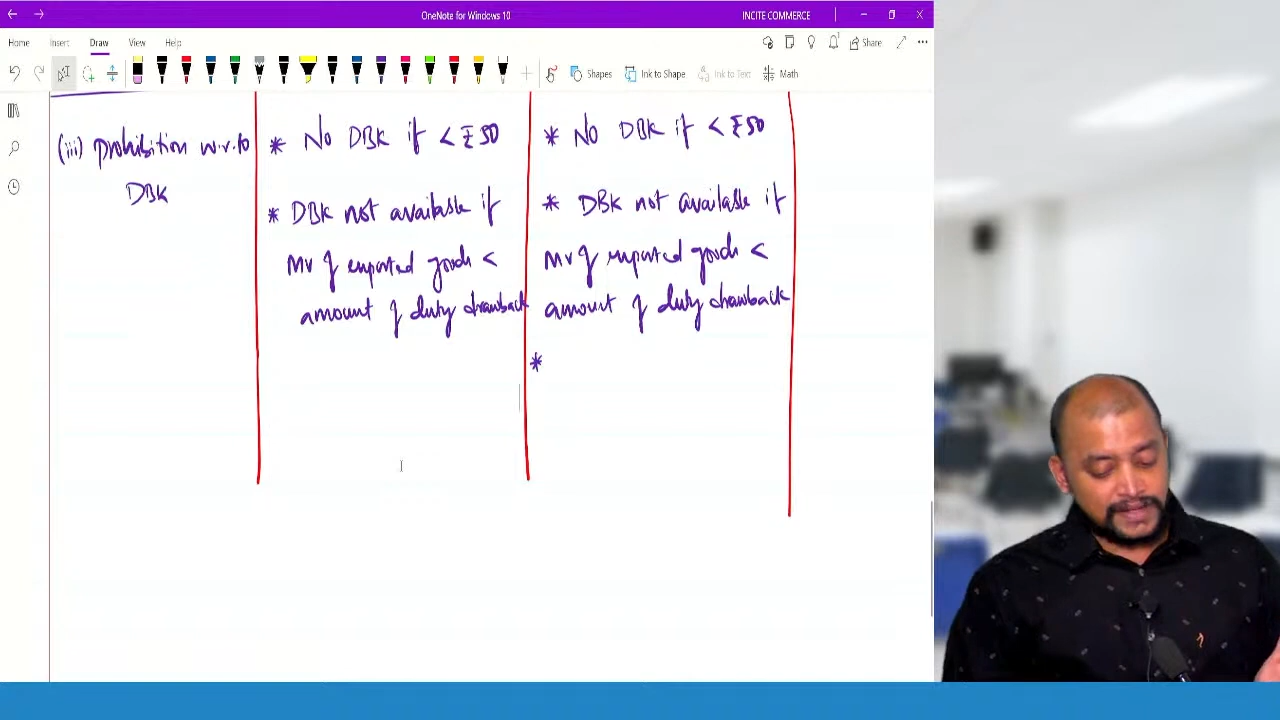 OneNote for Windows 10
INCITE COMMERCE
Home
Insert
Draw
View
Help
Share
Shapes
Ink to Shape
Ink to Text
Math
(iii) prohibition w.r.to
DBK
* No DBK if < ₹50
* DBK not available if
MV of exported goods <
amount of duty drawback
* No DBK if < ₹50
* DBK not available if
MV of exported goods <
amount of duty drawback
*